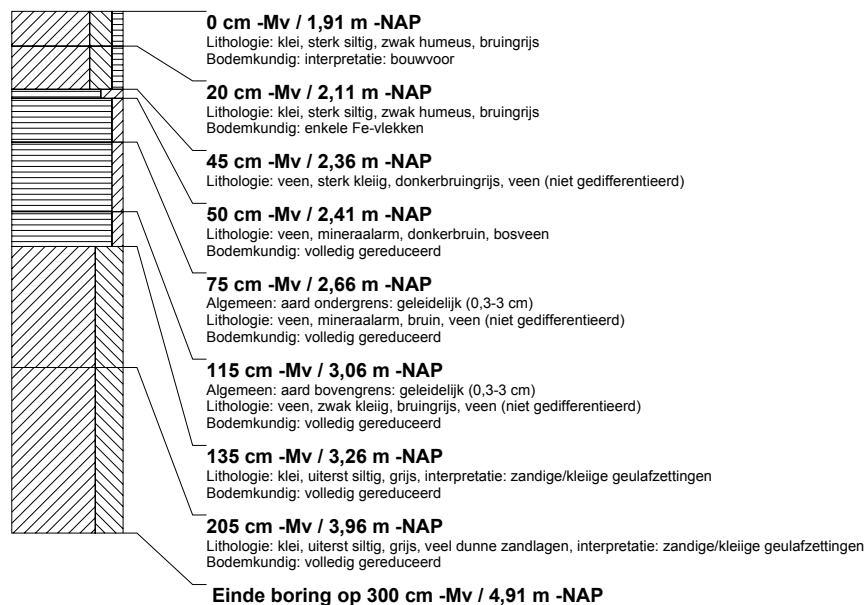 0 cm -Mv / 1,91 m -NAP
Lithologie: klei, sterk siltig, zwak humeus, bruingrijs
Bodemkundig: interpretatie: bouwvoor
20 cm -Mv / 2,11 m -NAP
Lithologie: klei, sterk siltig, zwak humeus, bruingrijs
Bodemkundig: enkele Fe-vlekken
45 cm -Mv / 2,36 m -NAP
Lithologie: veen, sterk kleiig, donkerbruingrijs, veen (niet gedifferentieerd)
50 cm -Mv / 2,41 m -NAP
Lithologie: veen, mineraalarm, donkerbruin, bosveen
Bodemkundig: volledig gereduceerd
75 cm -Mv / 2,66 m -NAP
Algemeen: aard ondergrens: geleidelijk (0,3-3 cm)
Lithologie: veen, mineraalarm, bruin, veen (niet gedifferentieerd)
Bodemkundig: volledig gereduceerd
115 cm -Mv / 3,06 m -NAP
Algemeen: aard bovengrens: geleidelijk (0,3-3 cm)
Lithologie: veen, zwak kleiig, bruingrijs, veen (niet gedifferentieerd)
Bodemkundig: volledig gereduceerd
135 cm -Mv / 3,26 m -NAP
Lithologie: klei, uiterst siltig, grijs, interpretatie: zandige/kleiige geulafzettingen
Bodemkundig: volledig gereduceerd
205 cm -Mv / 3,96 m -NAP
Lithologie: klei, uiterst siltig, grijs, veel dunne zandlagen, interpretatie: zandige/kleiige geulafzettingen
Bodemkundig: volledig gereduceerd
Einde boring op 300 cm -Mv / 4,91 m -NAP